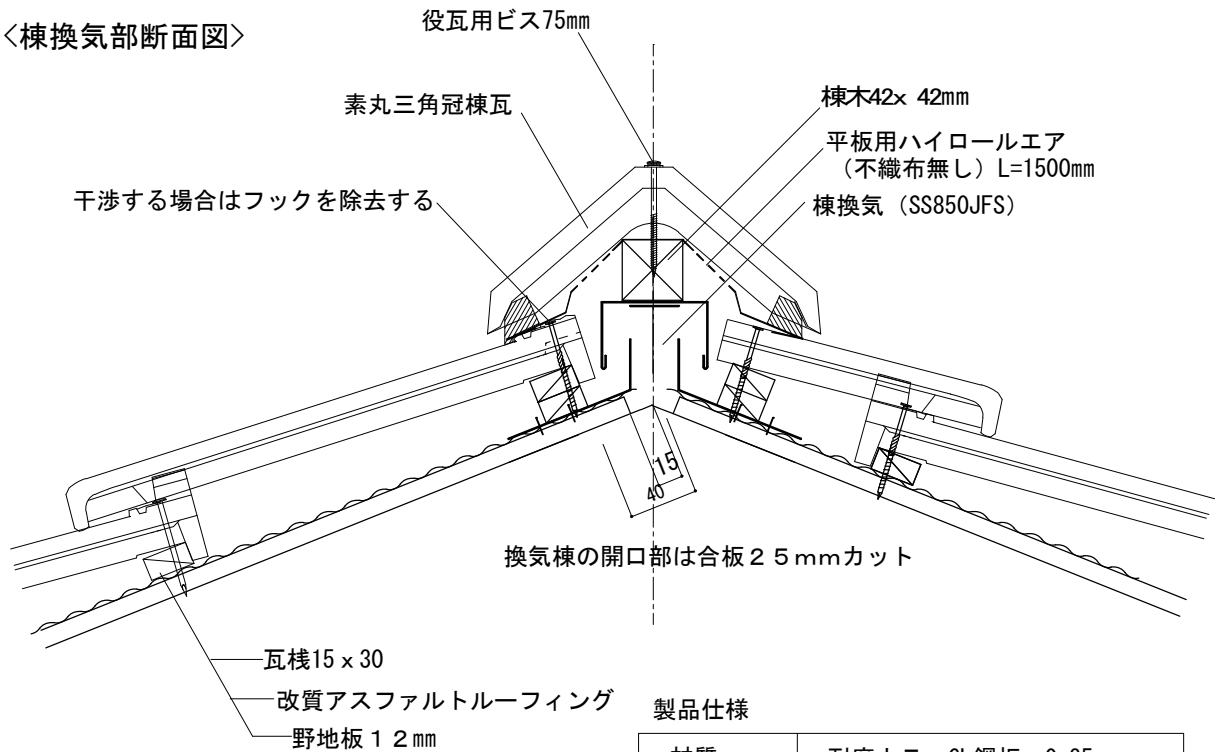 <棟換気部断面図>
役瓦用ビス75mm
素丸三角冠棟瓦
棟木42x 42mm
平板用ハイロールエア
（不織布無し）L=1500mm
干渉する場合はフックを除去する
棟換気（SS850JFS）
15
40
換気棟の開口部は合板２５ｍｍカット
瓦桟15ｘ30
改質アスファルトルーフィング
野地板１２㎜
製品仕様